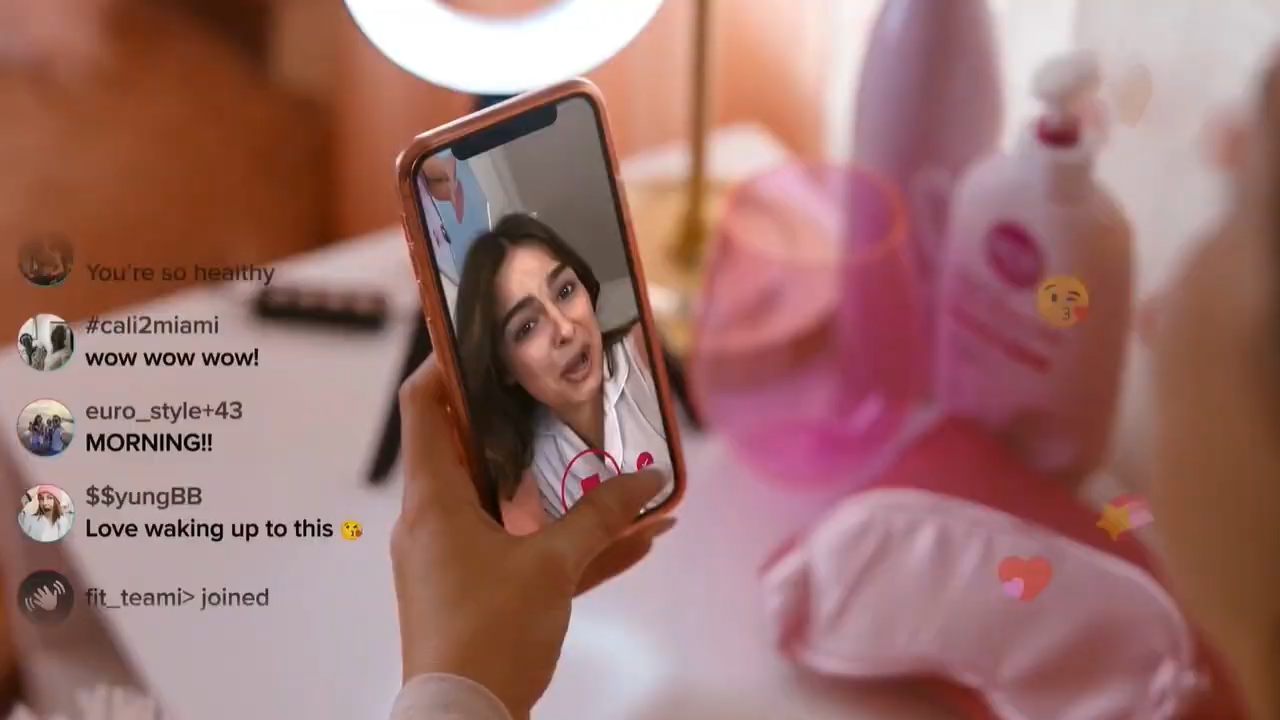 You're so healthy
#cali2miami
wow wow wow!
euro_style+43
MORNING!!
$$yungBB
Love waking up to this 😘
fit_teami> joined